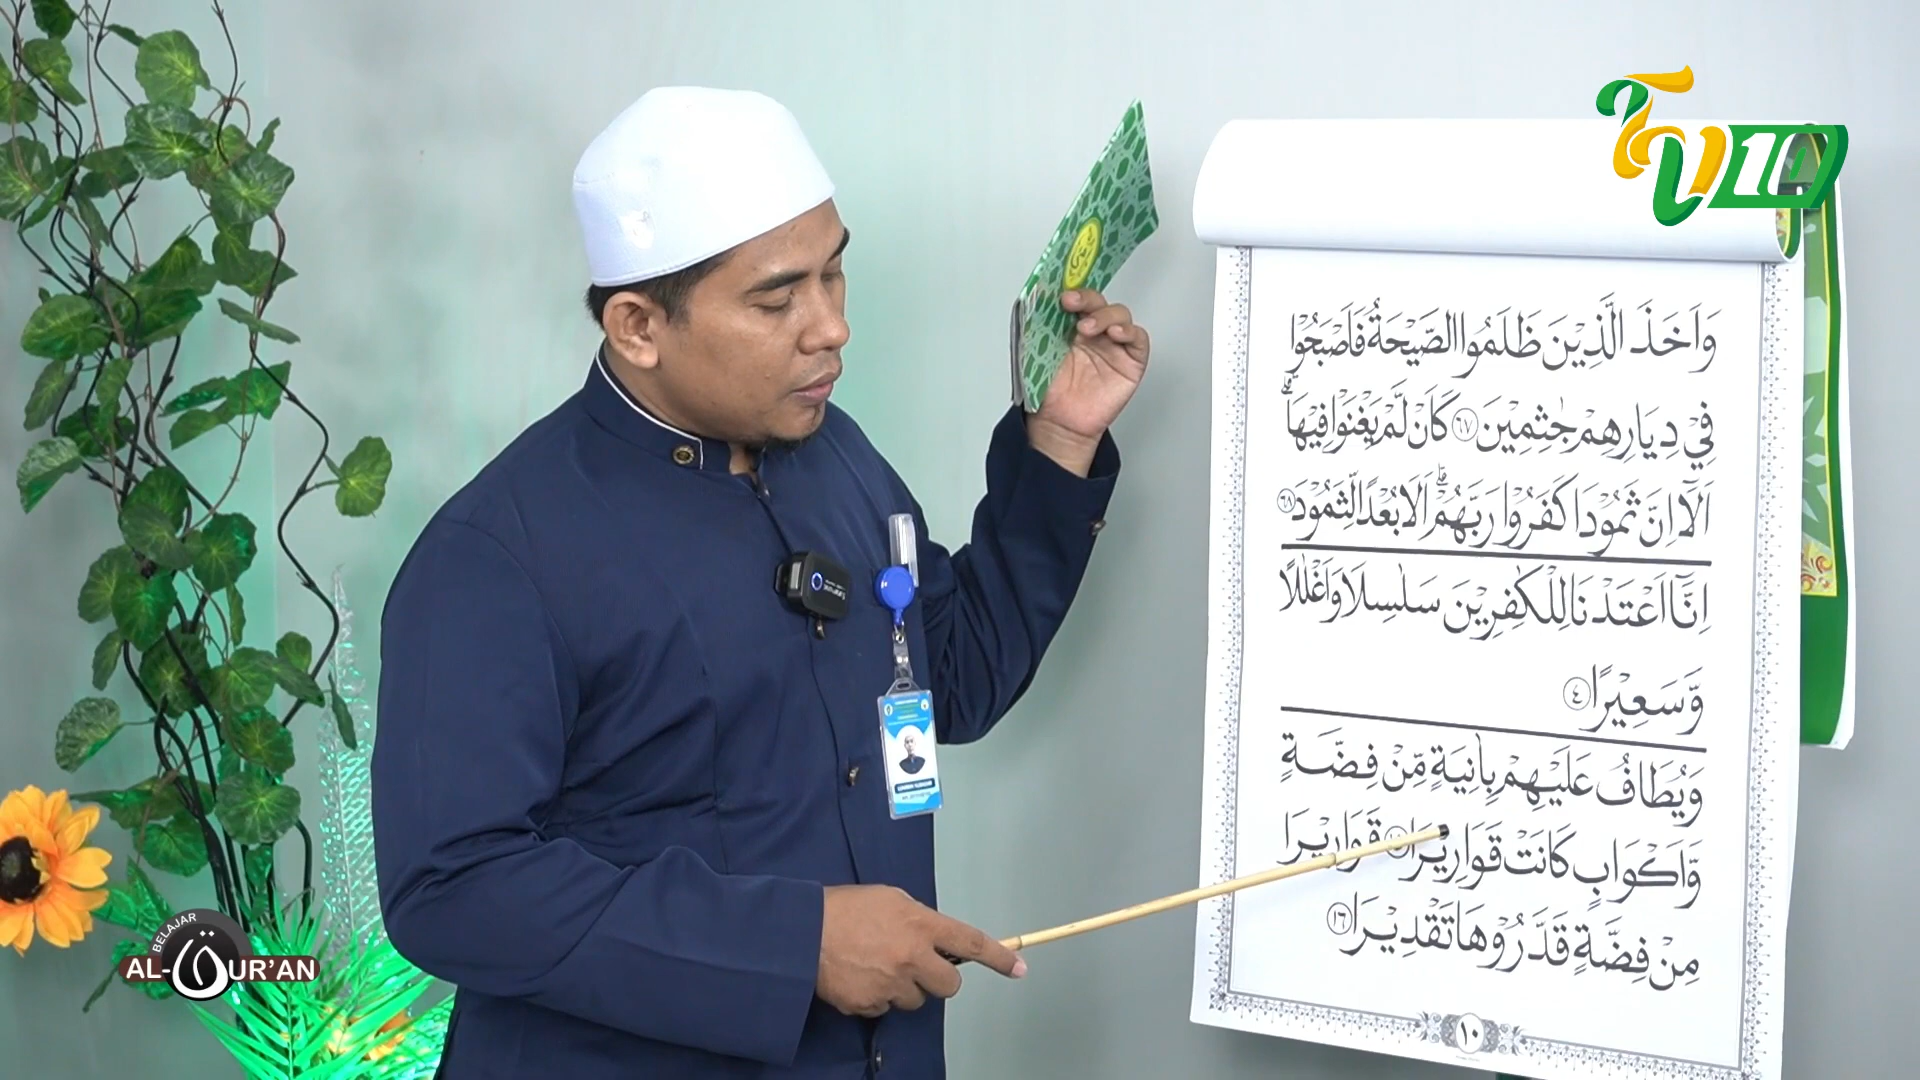 TV10
وَاَخَذَ الَّذِيْنَ ظَلَمُوا الصَّيْحَةُ فَاَصْبَحُوْا
فِيْ دِيَارِهِمْ جٰثِمِيْنَ ۝٦٧ كَاَنْ لَّمْ يَغْنَوْا فِيْهَاۗ
اَلَآ اِنَّ ثَمُوْدَا۟ كَفَرُوْا رَبَّهُمْۗ اَلَا بُعْدًا لِّثَمُوْدَ ۝٦٨
اِنَّآ اَعْتَدْنَا لِلْكٰفِرِيْنَ سَلٰسِلَا۟ وَاَغْلٰلًا
وَّسَعِيْرًا ۝٤
وَيُطَافُ عَلَيْهِمْ بِاٰنِيَةٍ مِّنْ فِضَّةٍ
وَّاَكْوَابٍ كَانَتْ قَوَارِيْرَا۠ ۝١٥ قَوَارِيْرَا۟
مِنْ فِضَّةٍ قَدَّرُوْهَا تَقْدِيْرًا ۝١٦
١٠
BELAJAR
AL-QUR'AN